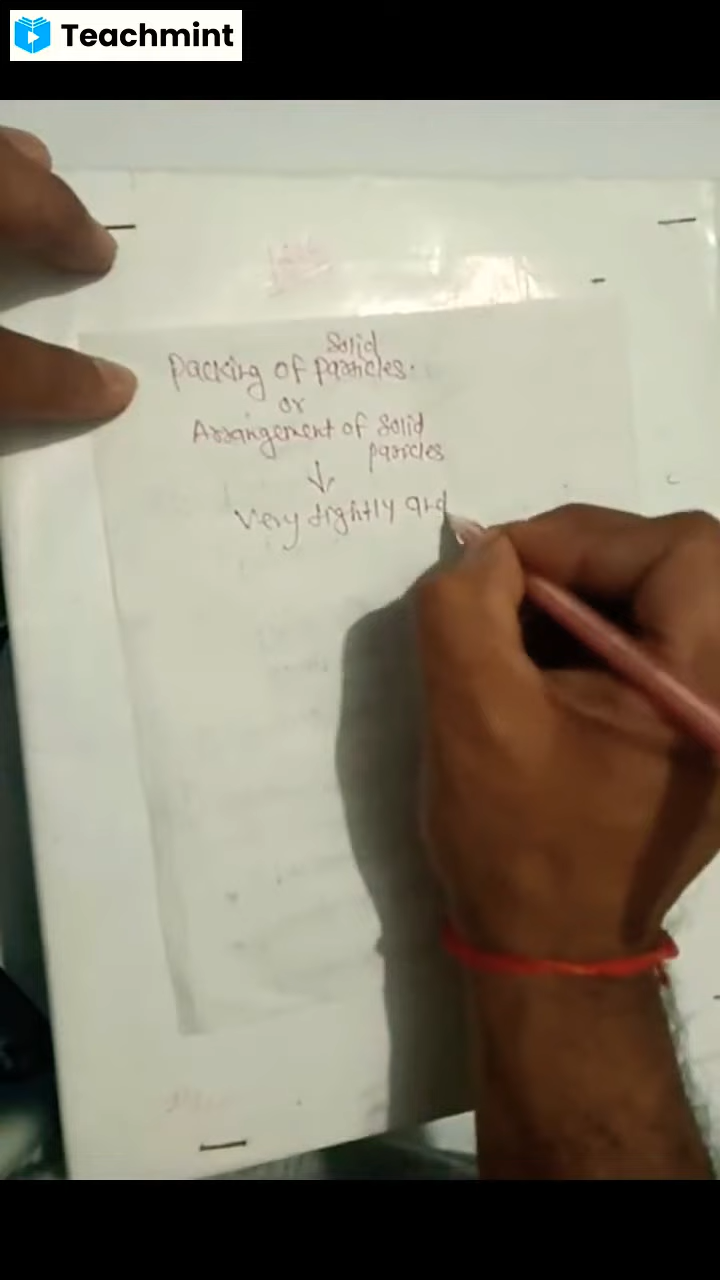 Teachmint
Solid
Packing of particles.
or
Arrangement of solid
particles
Very tightly and